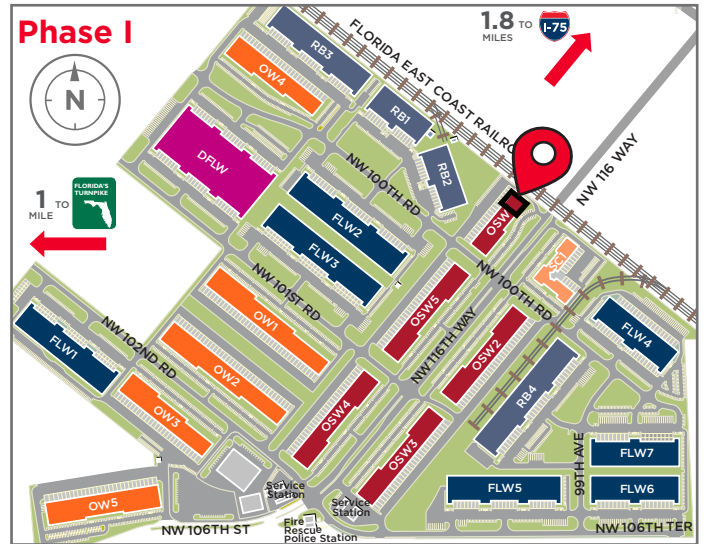 Phase I
1.8 TO
MILES
I-75
N
FLORIDA EAST COAST RAILRO
RB3
OW4
RB1
RB2
NW 116 WAY
DFLW
NW 100TH RD
FLORIDA'S
TURNPIKE
1 TO
MILE
FLW2
FLW3
OSW
SC1
NW 100TH RD
NW 101ST RD
OSW5
NW 116TH WAY
FLW4
OW1
OSW2
FLW1
NW 102ND RD
OW2
RB4
OW3
OSW4
OSW3
99TH AVE
FLW7
FLW5
FLW6
OW5
Service
Station
Service
Station
NW 106TH ST
Fire
Rescue
Police Station
NW 106TH TER